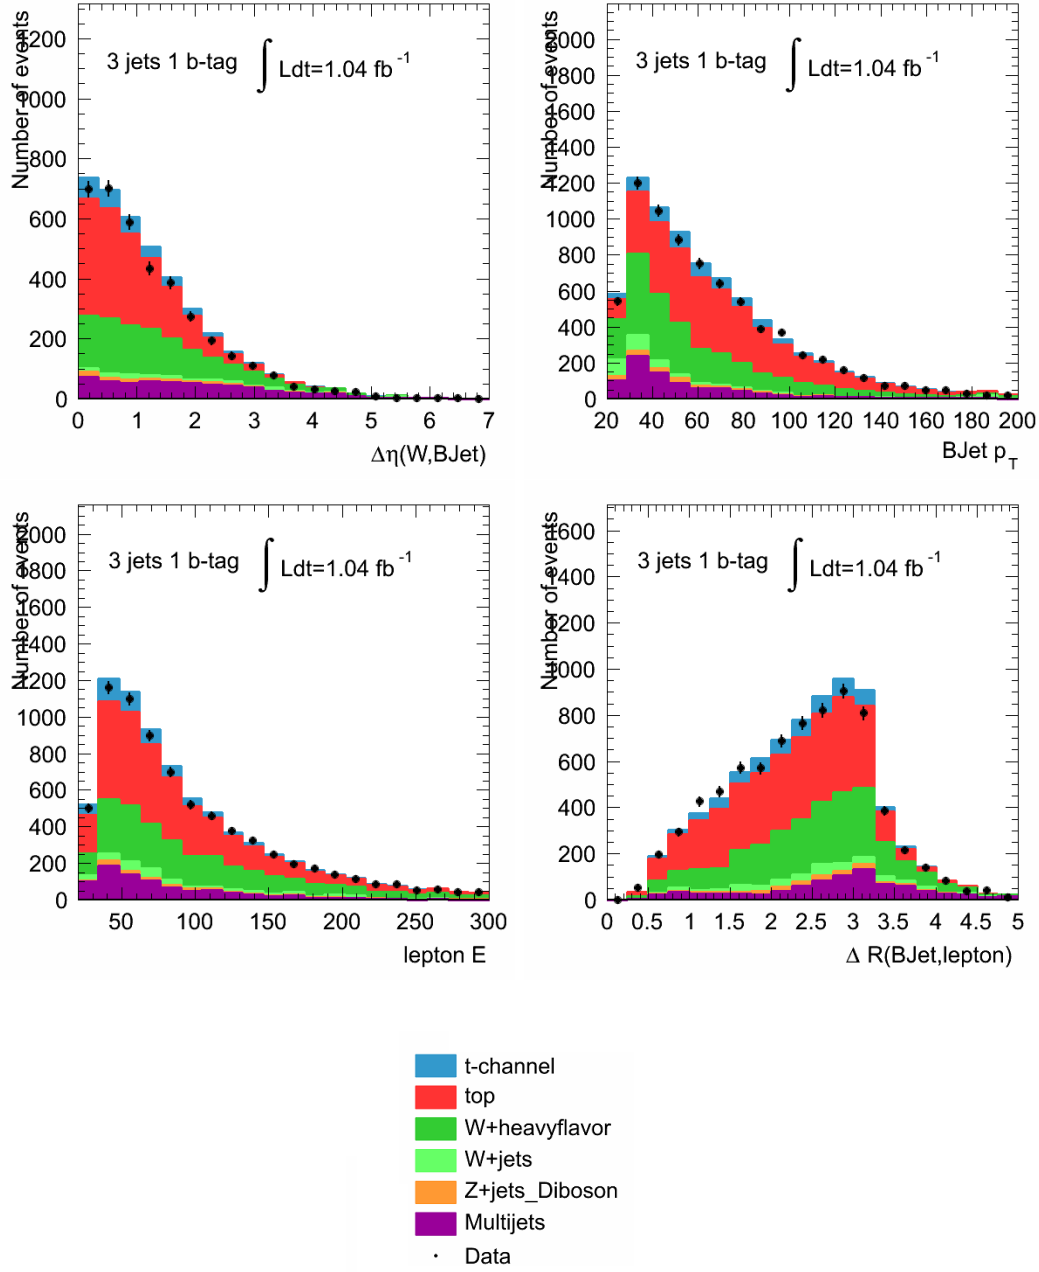 Number of events
3 jets 1 b-tag ∫ Ldt=1.04 fb⁻¹
1200
1000
800
600
400
200
0
0 1 2 3 4 5 6 7
Δη(W,BJet)
Number of events
3 jets 1 b-tag ∫ Ldt=1.04 fb⁻¹
2000
1800
1600
1400
1200
1000
800
600
400
200
0
20 40 60 80 100 120 140 160 180 200
BJet p_T
Number of events
3 jets 1 b-tag ∫ Ldt=1.04 fb⁻¹
2000
1800
1600
1400
1200
1000
800
600
400
200
0
50 100 150 200 250 300
lepton E
Number of events
3 jets 1 b-tag ∫ Ldt=1.04 fb⁻¹
1600
1400
1200
1000
800
600
400
200
0
0 0.5 1 1.5 2 2.5 3 3.5 4 4.5 5
Δ R(BJet,lepton)
t-channel
top
W+heavyflavor
W+jets
Z+jets_Diboson
Multijets
Data